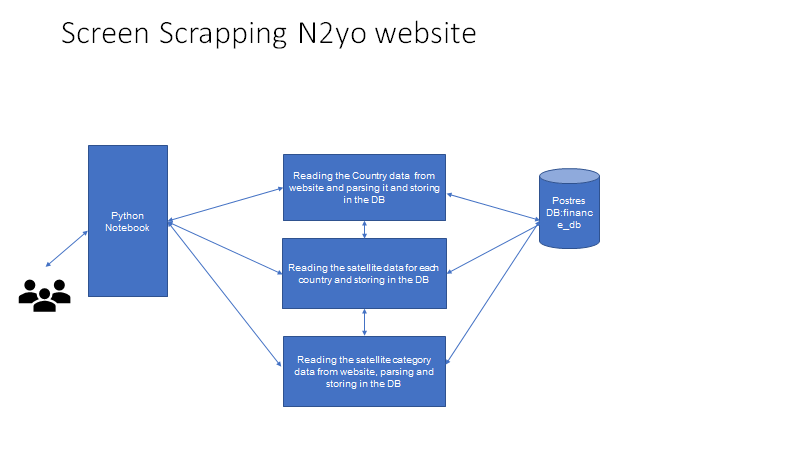 Screen Scrapping N2yo website
Reading the Country data from
website and parsing it and storing
in the DB
Python
Notebook
Postres
DB:financ
e_db
Reading the satellite data for each
country and storing in the DB
Reading the satellite category
data from website, parsing and
storing in the DB